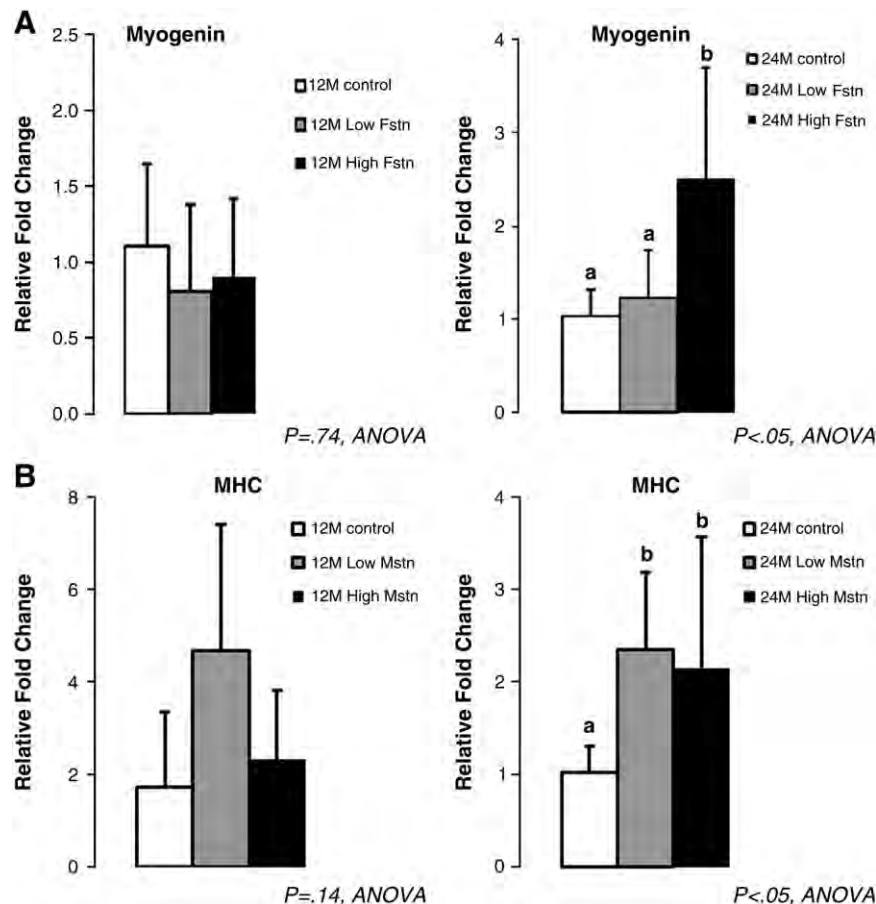 A
Myogenin
2.5
2.0
1.5
1.0
0.5
0.0
Relative Fold Change
12M control
12M Low Fstn
12M High Fstn
P=.74, ANOVA
Myogenin
4
3
2
1
0
Relative Fold Change
a
a
b
24M control
24M Low Fstn
24M High Fstn
P<.05, ANOVA
B
MHC
8
6
4
2
0
Relative Fold Change
12M control
12M Low Mstn
12M High Mstn
P=.14, ANOVA
MHC
4
3
2
1
0
Relative Fold Change
a
b
b
24M control
24M Low Mstn
24M High Mstn
P<.05, ANOVA